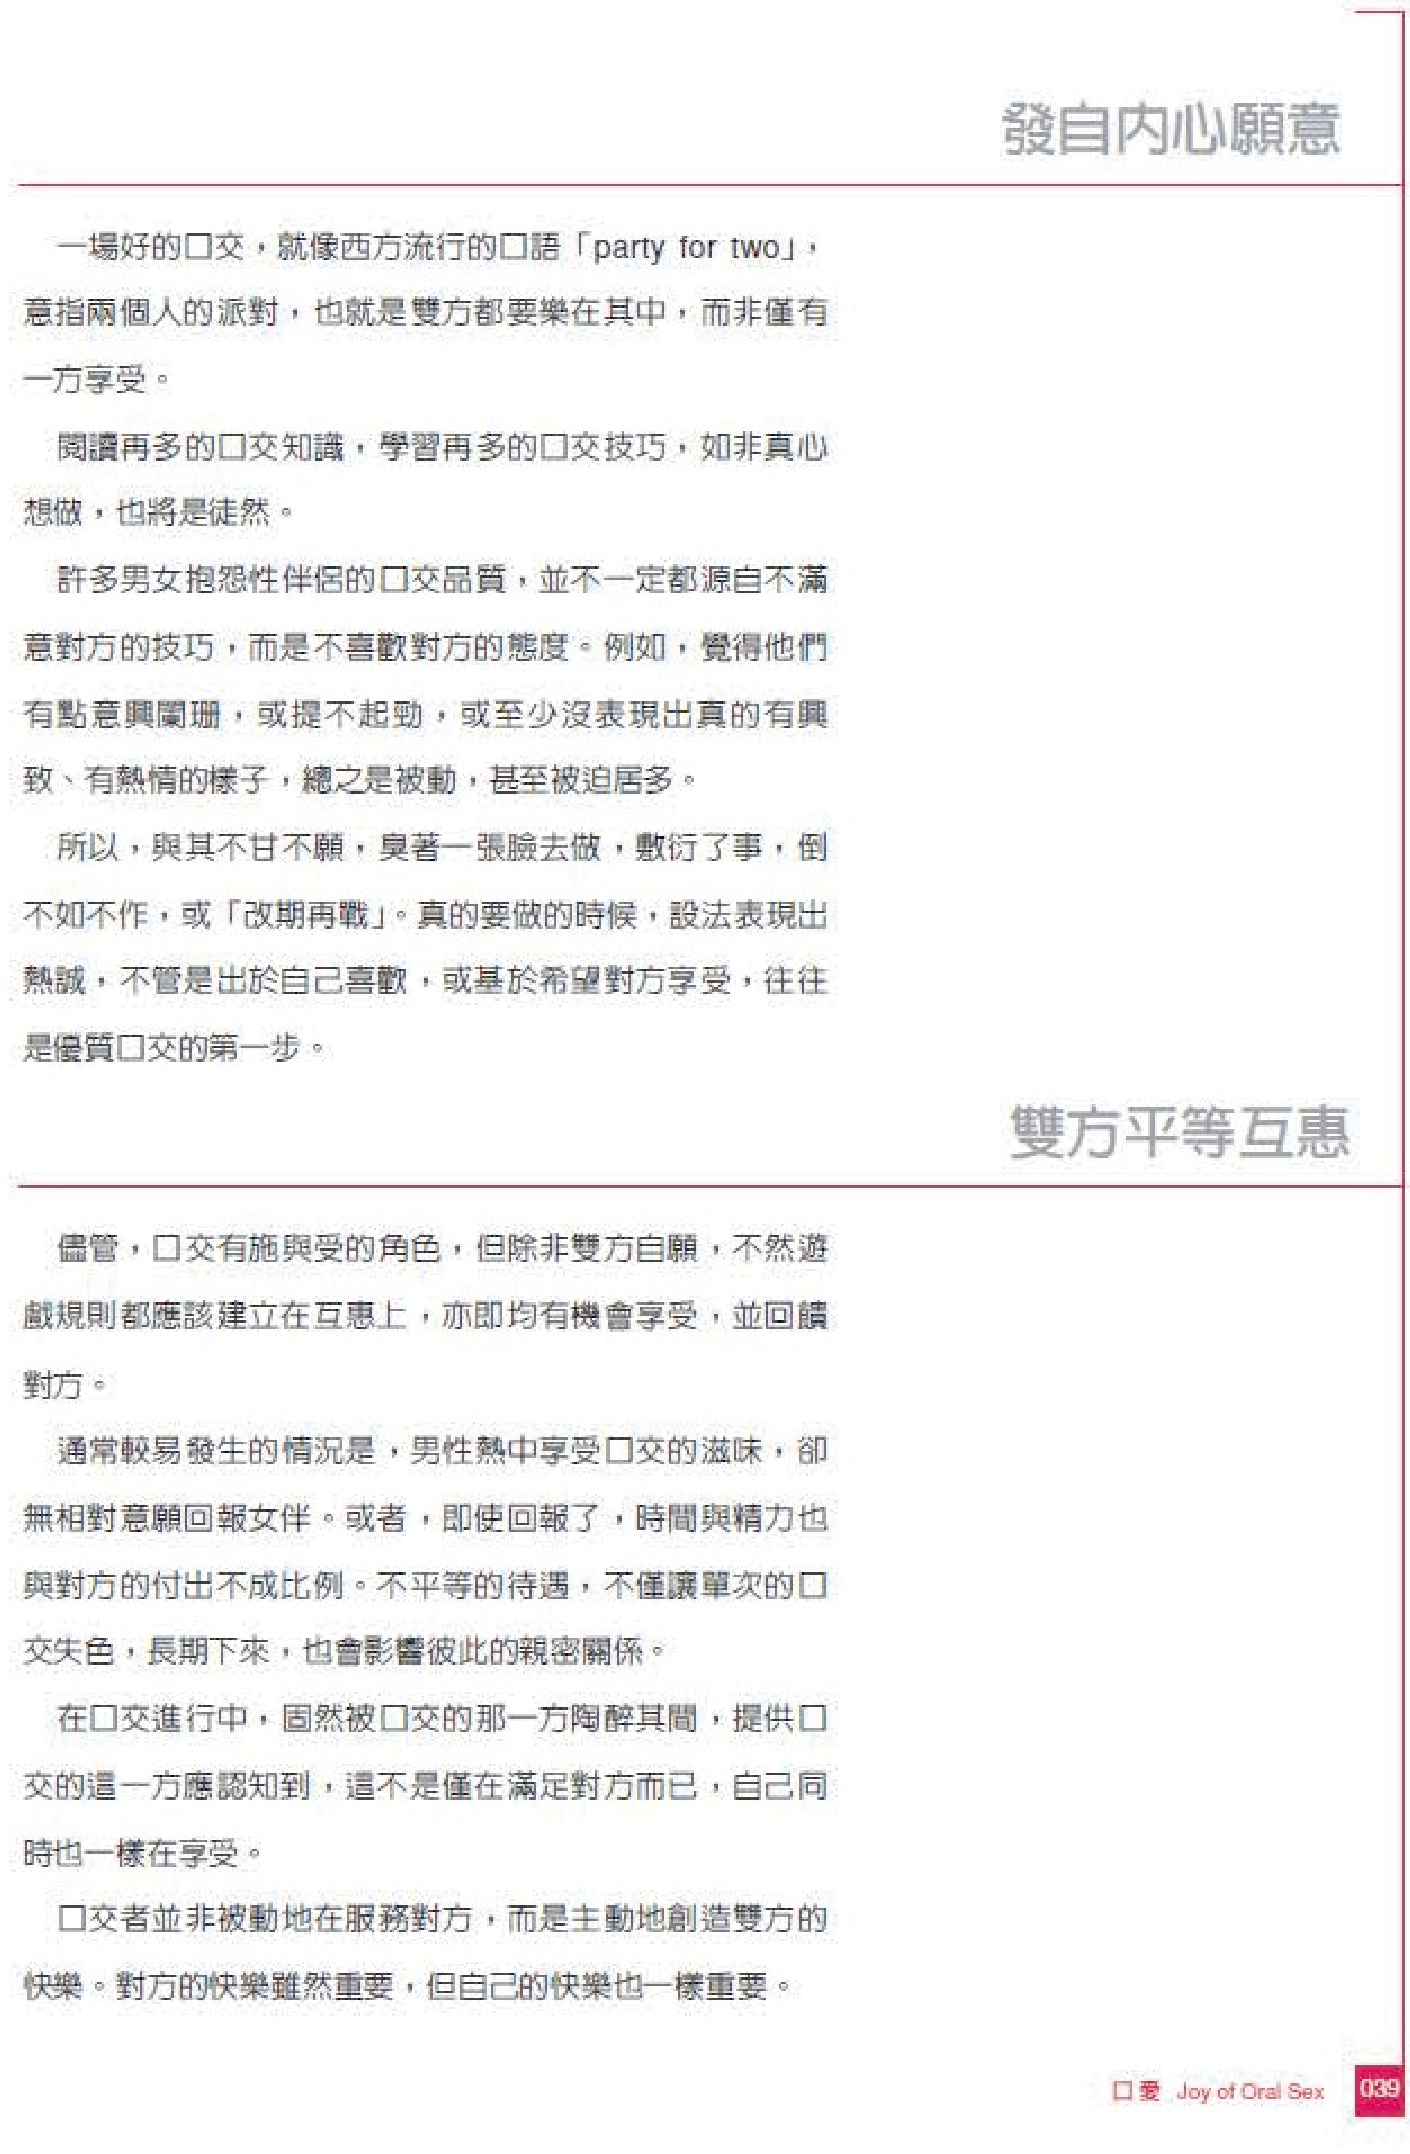 發自内心願意
一場好的口交，就像西方流行的口語「party for two」，
意指兩個人的派對，也就是雙方都要樂在其中，而非僅有
一方享受。
閱讀再多的口交知識，學習再多的口交技巧，如非真心
想做，也將是徒然。
許多男女抱怨性伴侶的口交品質，並不一定都源自不滿
意對方的技巧，而是不喜歡對方的態度。例如，覺得他們
有點意興闌珊，或提不起勁，或至少沒表現出真的有興
致、有熱情的樣子，總之是被動，甚至被迫居多。
所以，與其不甘不願，臭著一張臉去做，敷衍了事，倒
不如不作，或「改期再戰」。真的要做的時候，設法表現出
熱誠，不管是出於自己喜歡，或基於希望對方享受，往往
是優質口交的第一步。
雙方平等互惠
儘管，口交有施與受的角色，但除非雙方自願，不然遊
戲規則都應該建立在互惠上，亦即均有機會享受，並回饋
對方。
通常較易發生的情況是，男性熱中享受口交的滋味，卻
無相對意願回報女伴。或者，即使回報了，時間與精力也
與對方的付出不成比例。不平等的待遇，不僅讓單次的口
交失色，長期下來，也會影響彼此的親密關係。
在口交進行中，固然被口交的那一方陶醉其間，提供口
交的這一方應認知到，這不是僅在滿足對方而已，自己同
時也一樣在享受。
口交者並非被動地在服務對方，而是主動地創造雙方的
快樂。對方的快樂雖然重要，但自己的快樂也一樣重要。
口愛 Joy of Oral Sex 039